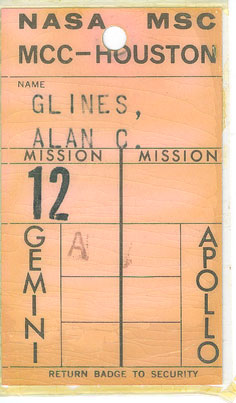 NASA MSC
MCC-HOUSTON
NAME
GLINES,
ALAN C.
MISSION MISSION
12
GEMINI A APOLLO
RETURN BADGE TO SECURITY